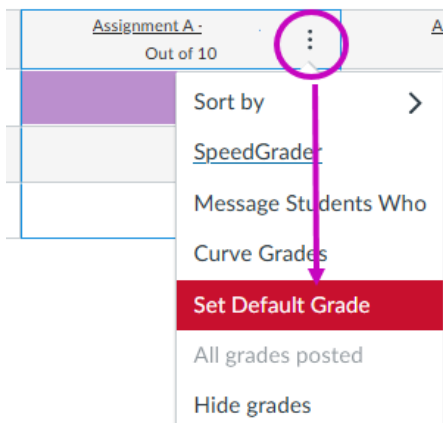 Assignment A -
A
Out of 10
Sort by
SpeedGrader
Message Students Who
Curve Grades
Set Default Grade
All grades posted
Hide grades